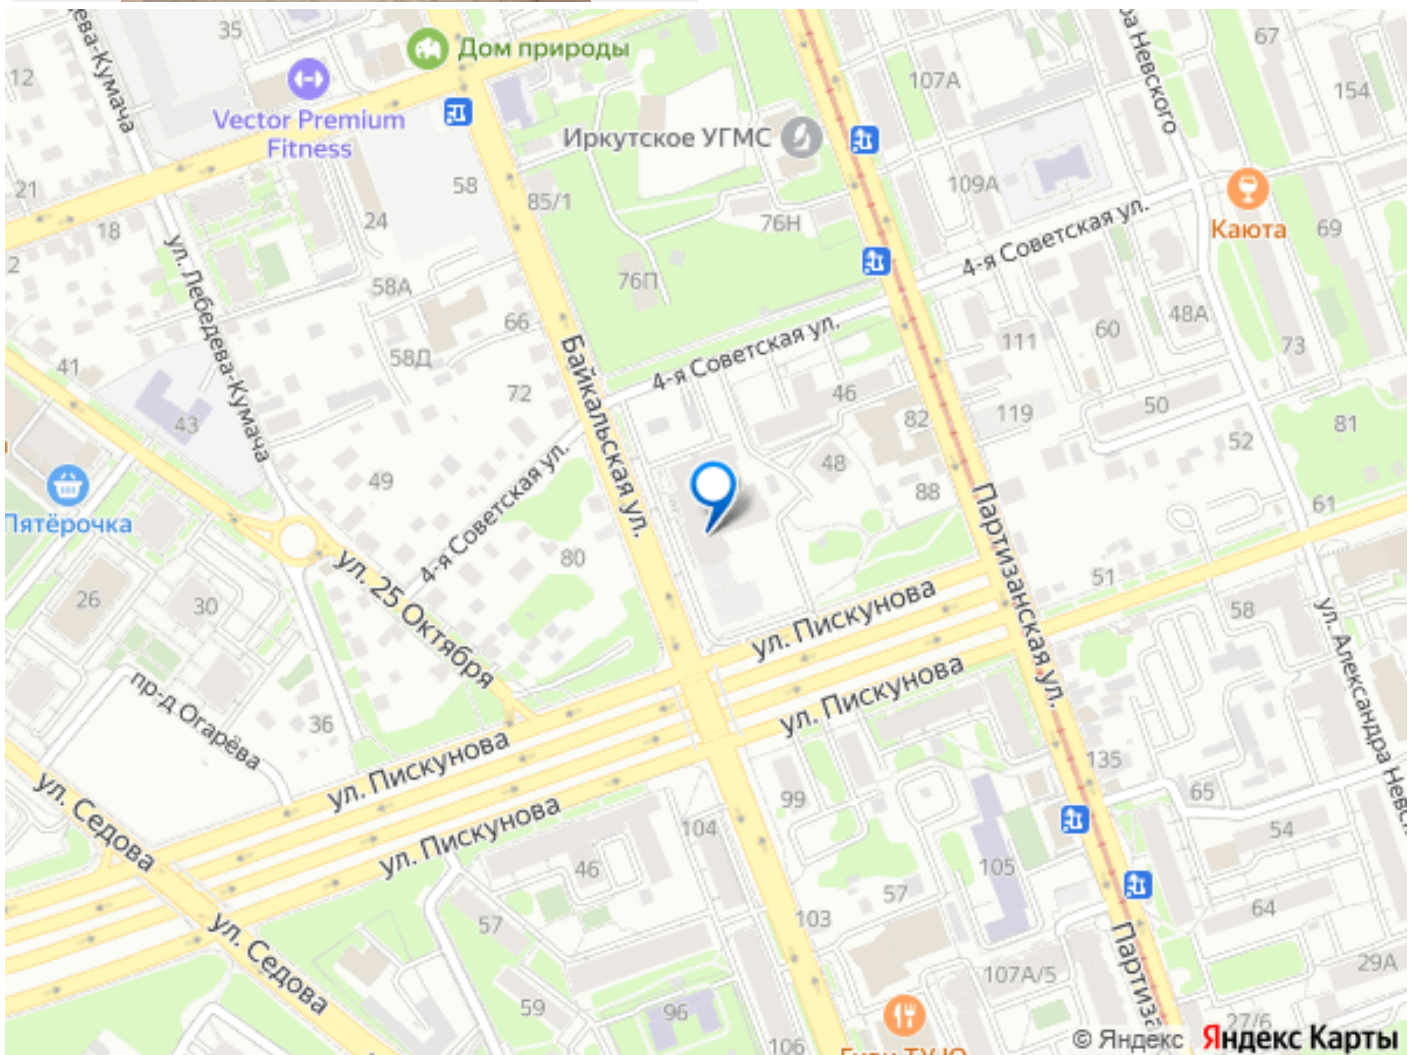 35
Дом природы
67
12
107А
154
Vector Premium
Fitness
Иркутское УГМС
58
109А
21
85/1
24
76Н
18
Каюта
69
4-я Советская ул.
ул. Лебедева-Кумача
76П
58А
66
48А
60
111
73
Байкальская ул.
4-я Советская ул.
58Д
41
72
46
50
82
119
43
81
52
48
49
88
61
Пятёрочка
4-я Советская ул.
80
ул. 25 Октября
Партизанская ул.
51
26
30
58
ул. Пискунова
ул. Александра Невск
пр-д Огарёва
36
ул. Пискунова
ул. Пискунова
135
ул. Седова
99
65
ул. Пискунова
104
54
46
105
57
64
ул. Седова
57
103
29А
107А/5
59
96
Партиза
27/6
106
© Яндекс Яндекс Карты